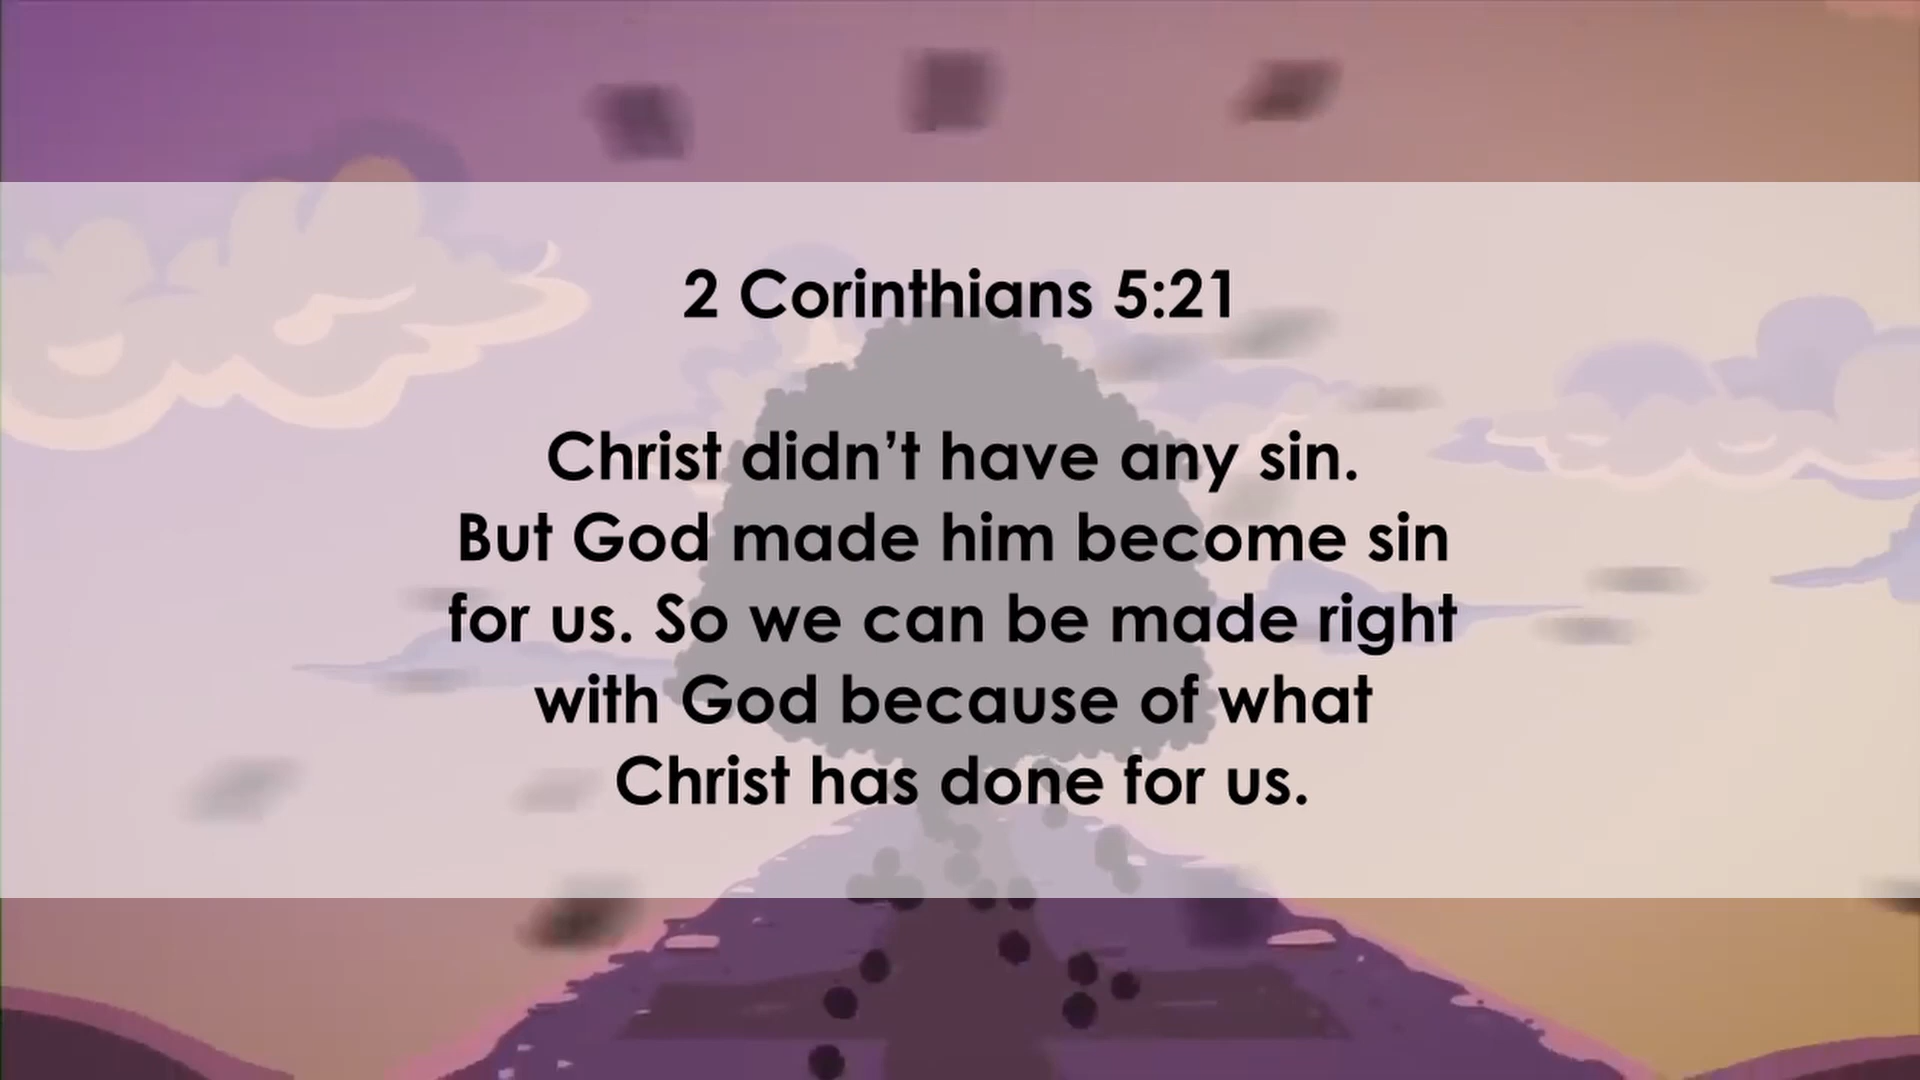 2 Corinthians 5:21
Christ didn’t have any sin.
But God made him become sin
for us. So we can be made right
with God because of what
Christ has done for us.